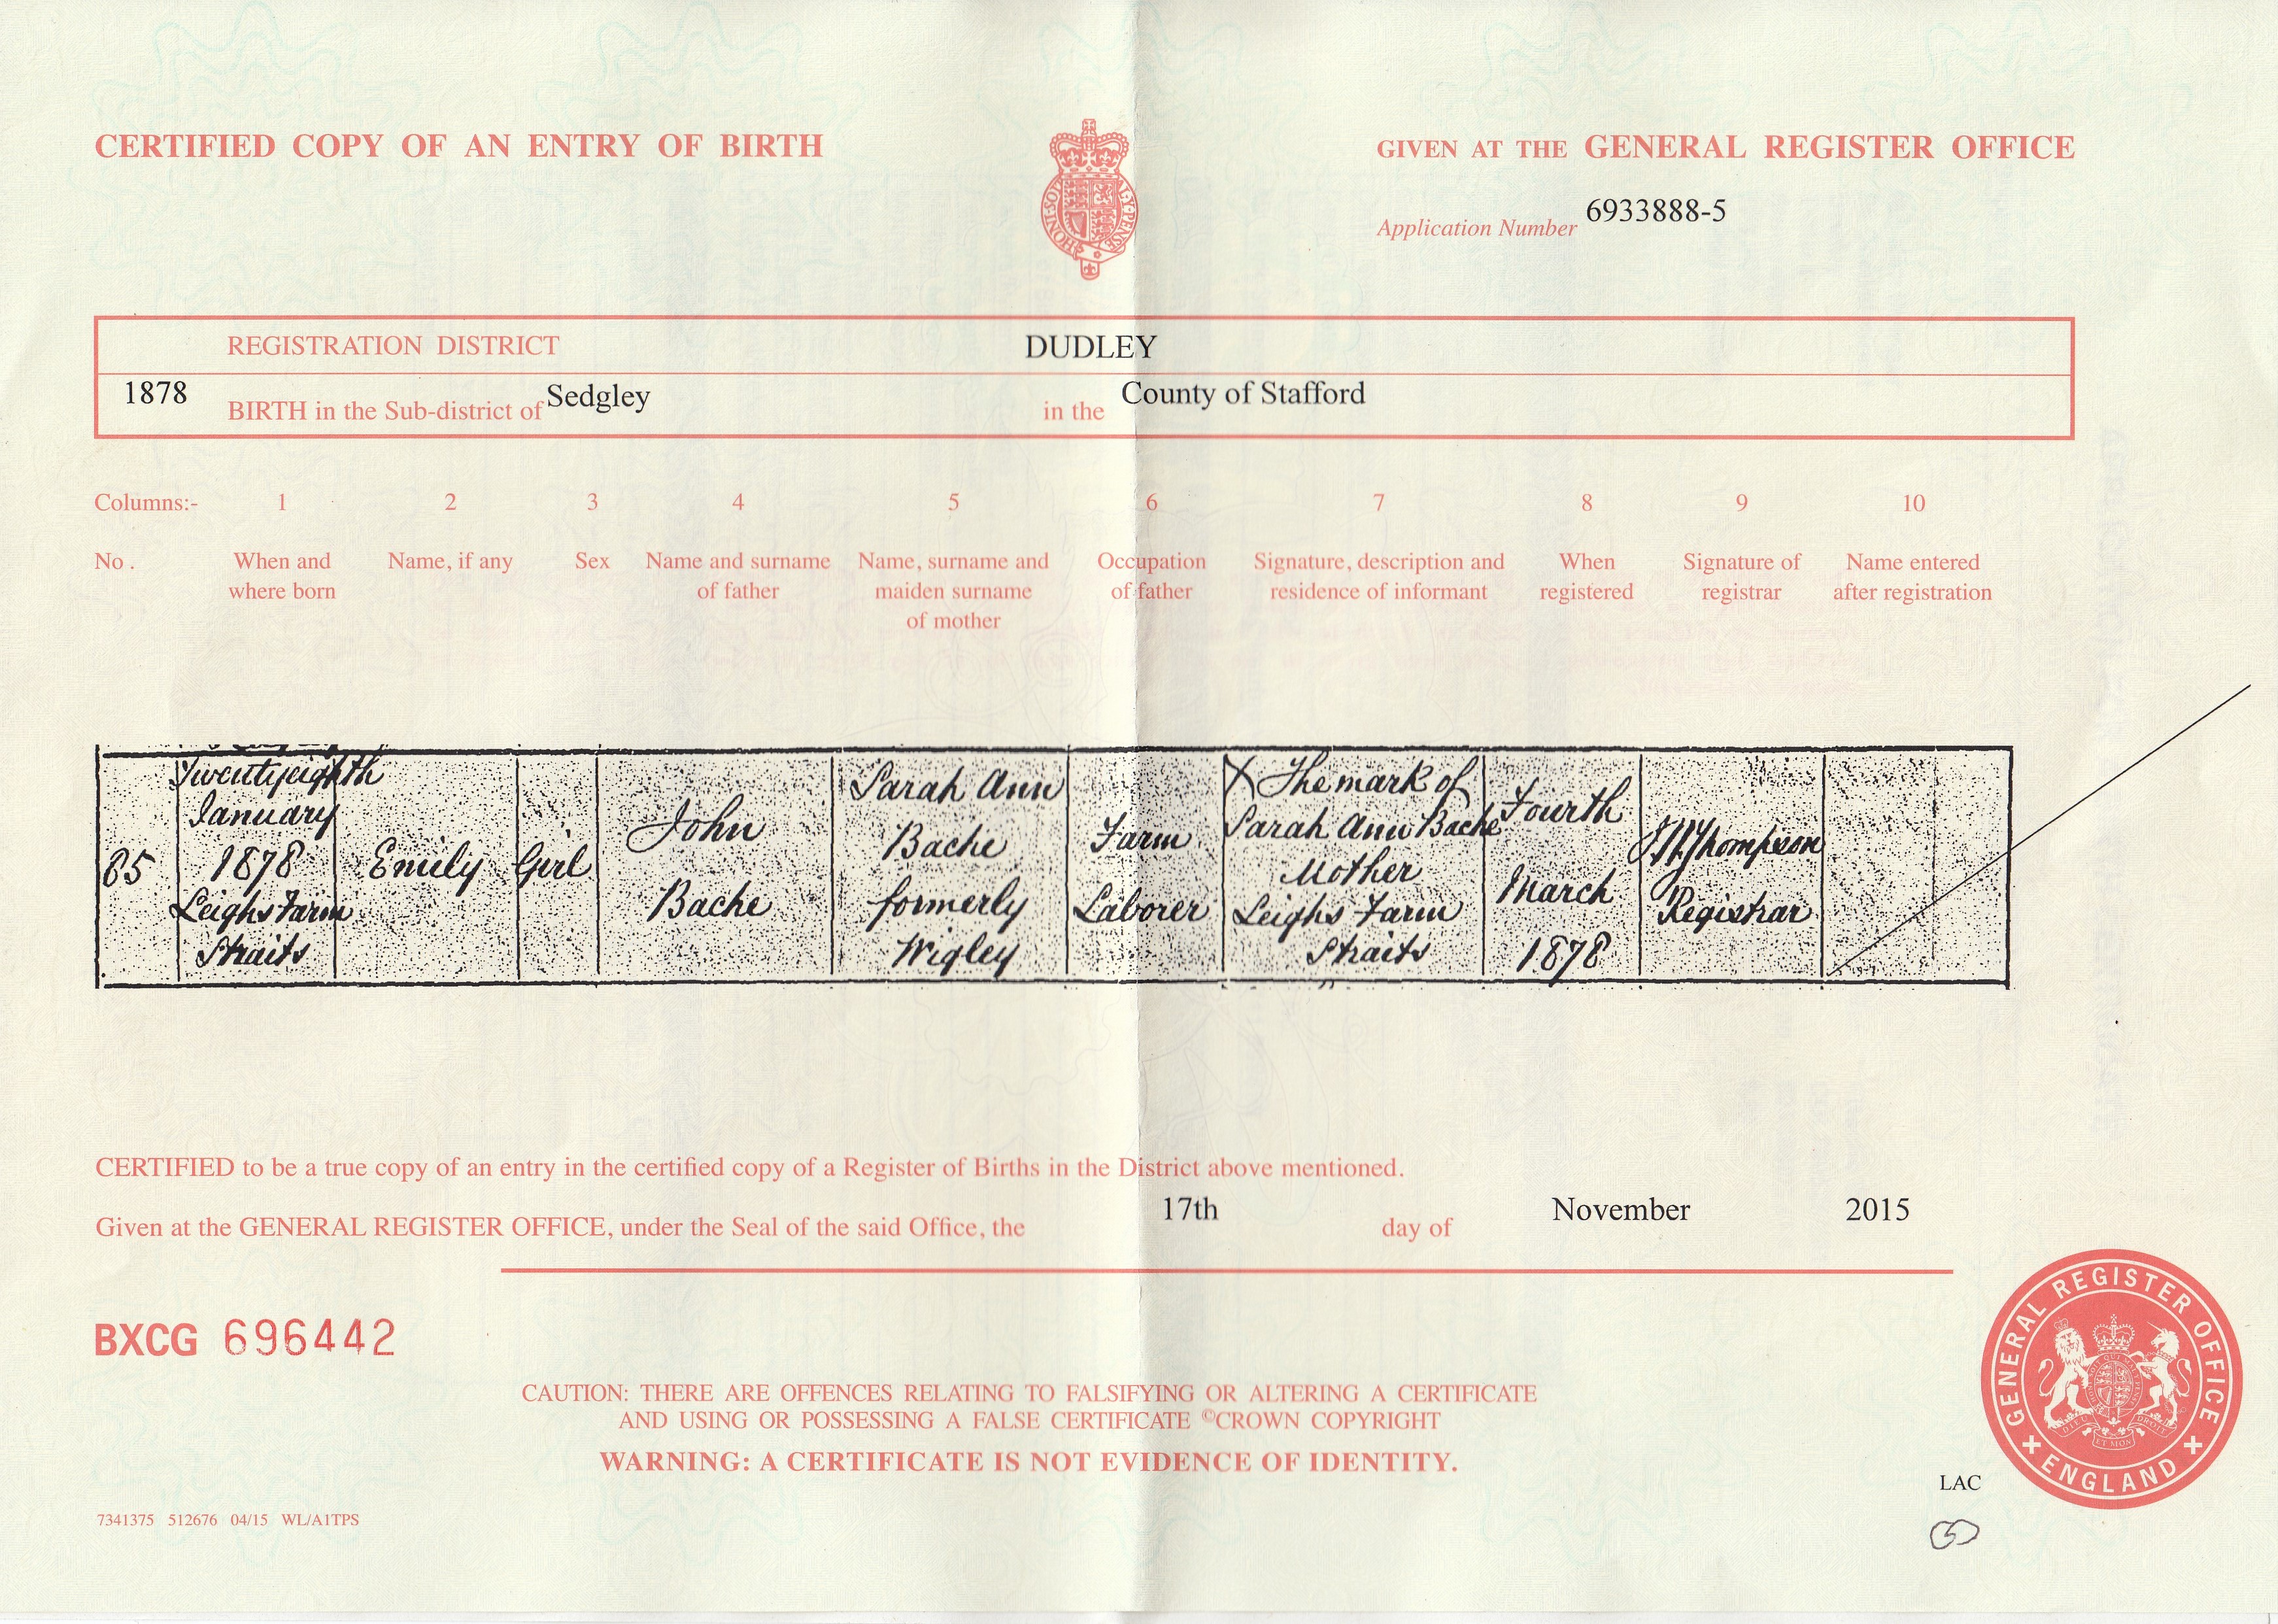 CERTIFIED COPY OF AN ENTRY OF BIRTH
GIVEN AT THE GENERAL REGISTER OFFICE
Application Number 6933888-5
REGISTRATION DISTRICT DUDLEY
1878 BIRTH in the Sub-district of Sedgley in the County of Stafford
Columns:- 1 2 3 4 5 6 7 8 9 10
No. When and where born Name, if any Sex Name and surname of father Name, surname and maiden surname of mother Occupation of father Signature, description and residence of informant When registered Signature of registrar Name entered after registration
85
Twentyeighth
January
1878
Leighs Farm
Straits
Emily
Girl
John
Bache
Sarah Ann
Bache
formerly
Wigley
Farm
Laborer
X The mark of
Sarah Ann Bache
Mother
Leighs Farm
Straits
Fourth
March
1878
Thompson
Registrar
CERTIFIED to be a true copy of an entry in the certified copy of a Register of Births in the District above mentioned.
Given at the GENERAL REGISTER OFFICE, under the Seal of the said Office, the 17th day of November 2015
BXCG 696442
CAUTION: THERE ARE OFFENCES RELATING TO FALSIFYING OR ALTERING A CERTIFICATE
AND USING OR POSSESSING A FALSE CERTIFICATE ©CROWN COPYRIGHT
WARNING: A CERTIFICATE IS NOT EVIDENCE OF IDENTITY.
GENERAL REGISTER OFFICE
ENGLAND
LAC
7341375 512676 04/15 WL/A1TPS